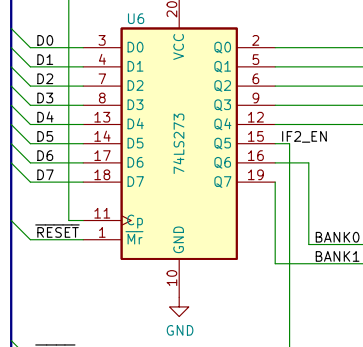 U6
20
VCC
D0 3 D0 Q0 2
D1 4 D1 Q1 5
D2 7 D2 Q2 6
D3 8 D3 Q3 9
D4 13 D4 Q4 12
D5 14 D5 Q5 15 IF2_EN
D6 17 D6 Q6 16
D7 18 D7 Q7 19
74LS273
11 Cp
RESET 1 Mr
GND
BANK0
BANK1
10
GND